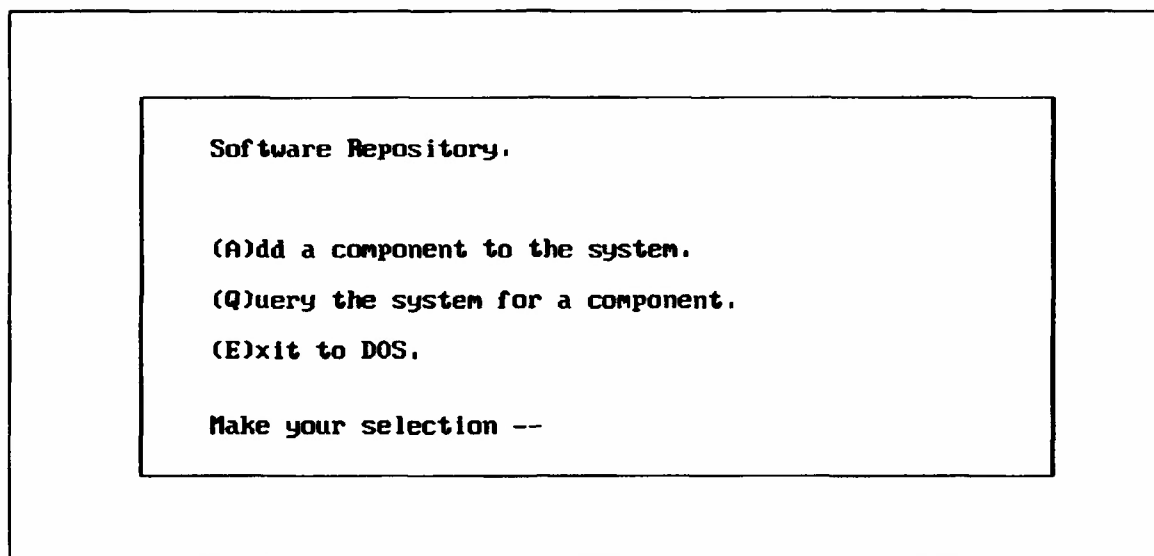 Software Repository.
(A)dd a component to the system.
(Q)uery the system for a component.
(E)xit to DOS.
Make your selection --